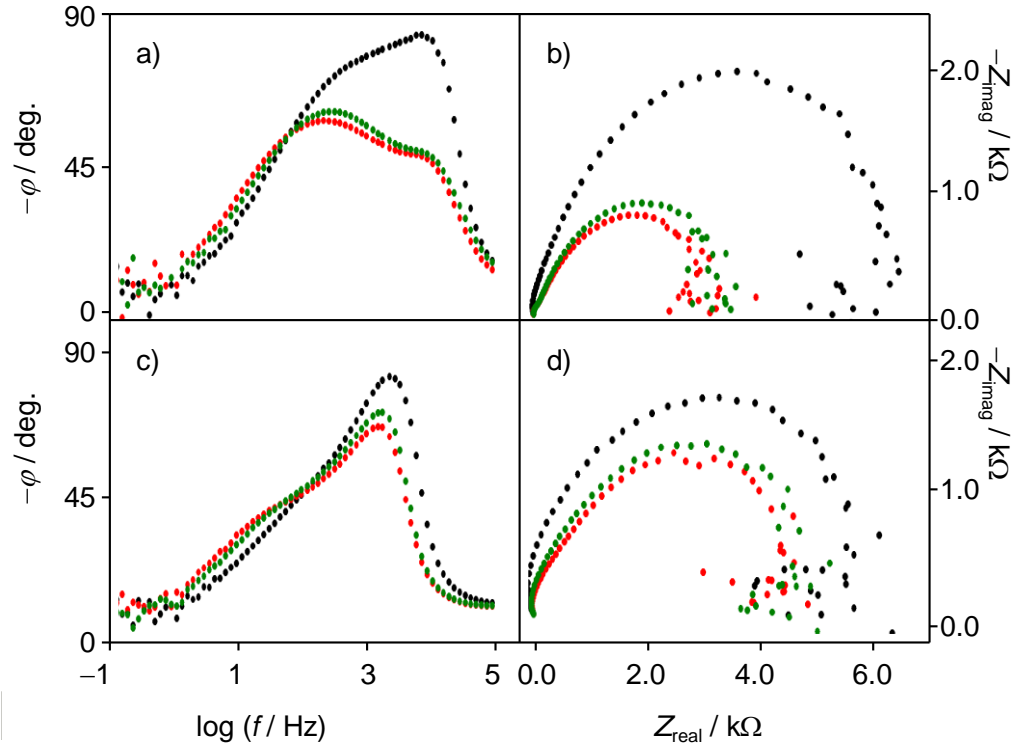 90
a)
b)
2.0
−Z_imag / kΩ
−φ / deg.
45
1.0
0
0.0
90
c)
d)
2.0
−Z_imag / kΩ
−φ / deg.
45
1.0
0
0.0
−1 1 3 5 0.0 2.0 4.0 6.0
log (f / Hz) Z_real / kΩ